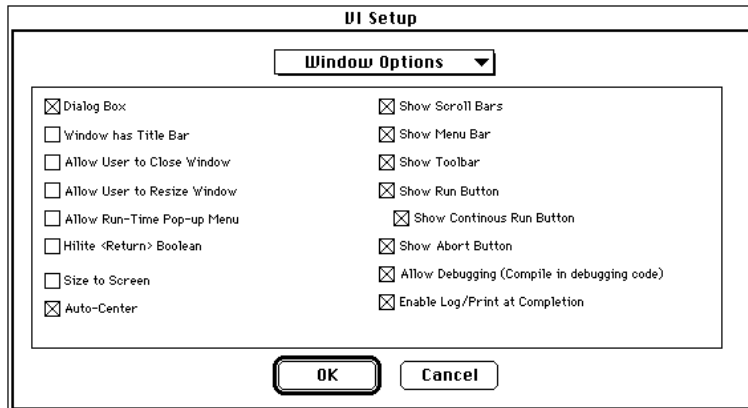 VI Setup
Window Options
Dialog Box
Window has Title Bar
Allow User to Close Window
Allow User to Resize Window
Allow Run-Time Pop-up Menu
Hilite <Return> Boolean
Size to Screen
Auto-Center
Show Scroll Bars
Show Menu Bar
Show Toolbar
Show Run Button
Show Continous Run Button
Show Abort Button
Allow Debugging (Compile in debugging code)
Enable Log/Print at Completion
OK
Cancel